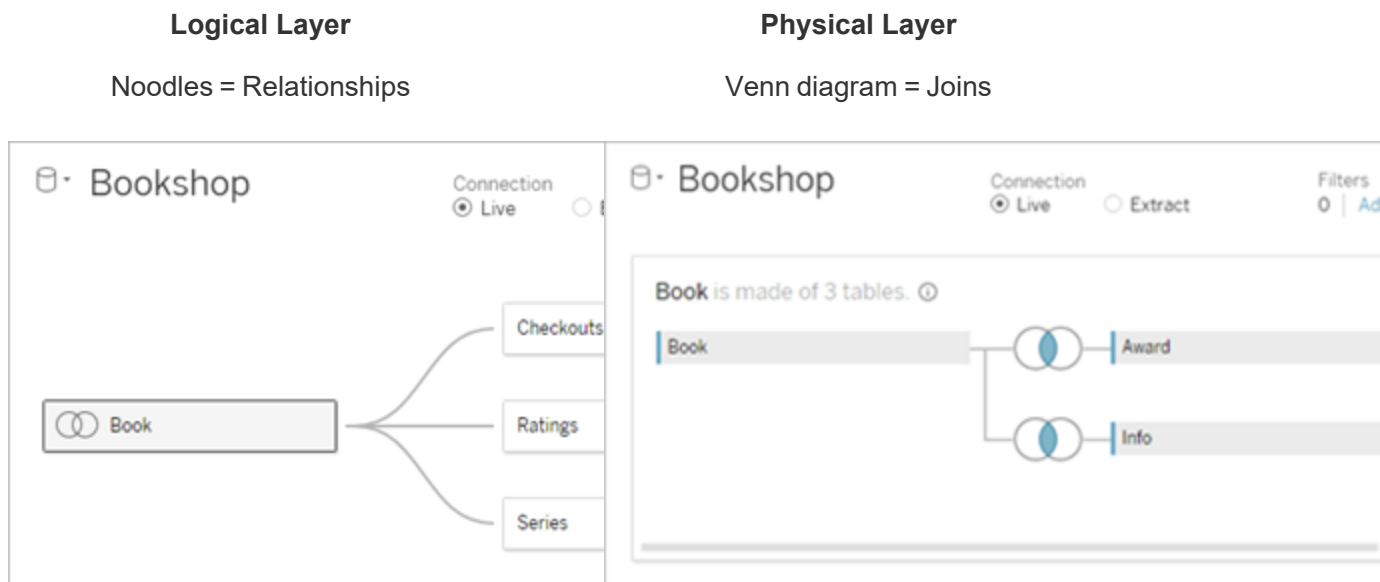 Logical Layer
Physical Layer
Noodles = Relationships
Venn diagram = Joins
Bookshop
Connection
Live
Checkouts
Book
Ratings
Series
Bookshop
Connection
Live
Extract
Filters
0
Book is made of 3 tables.
Book
Award
Info